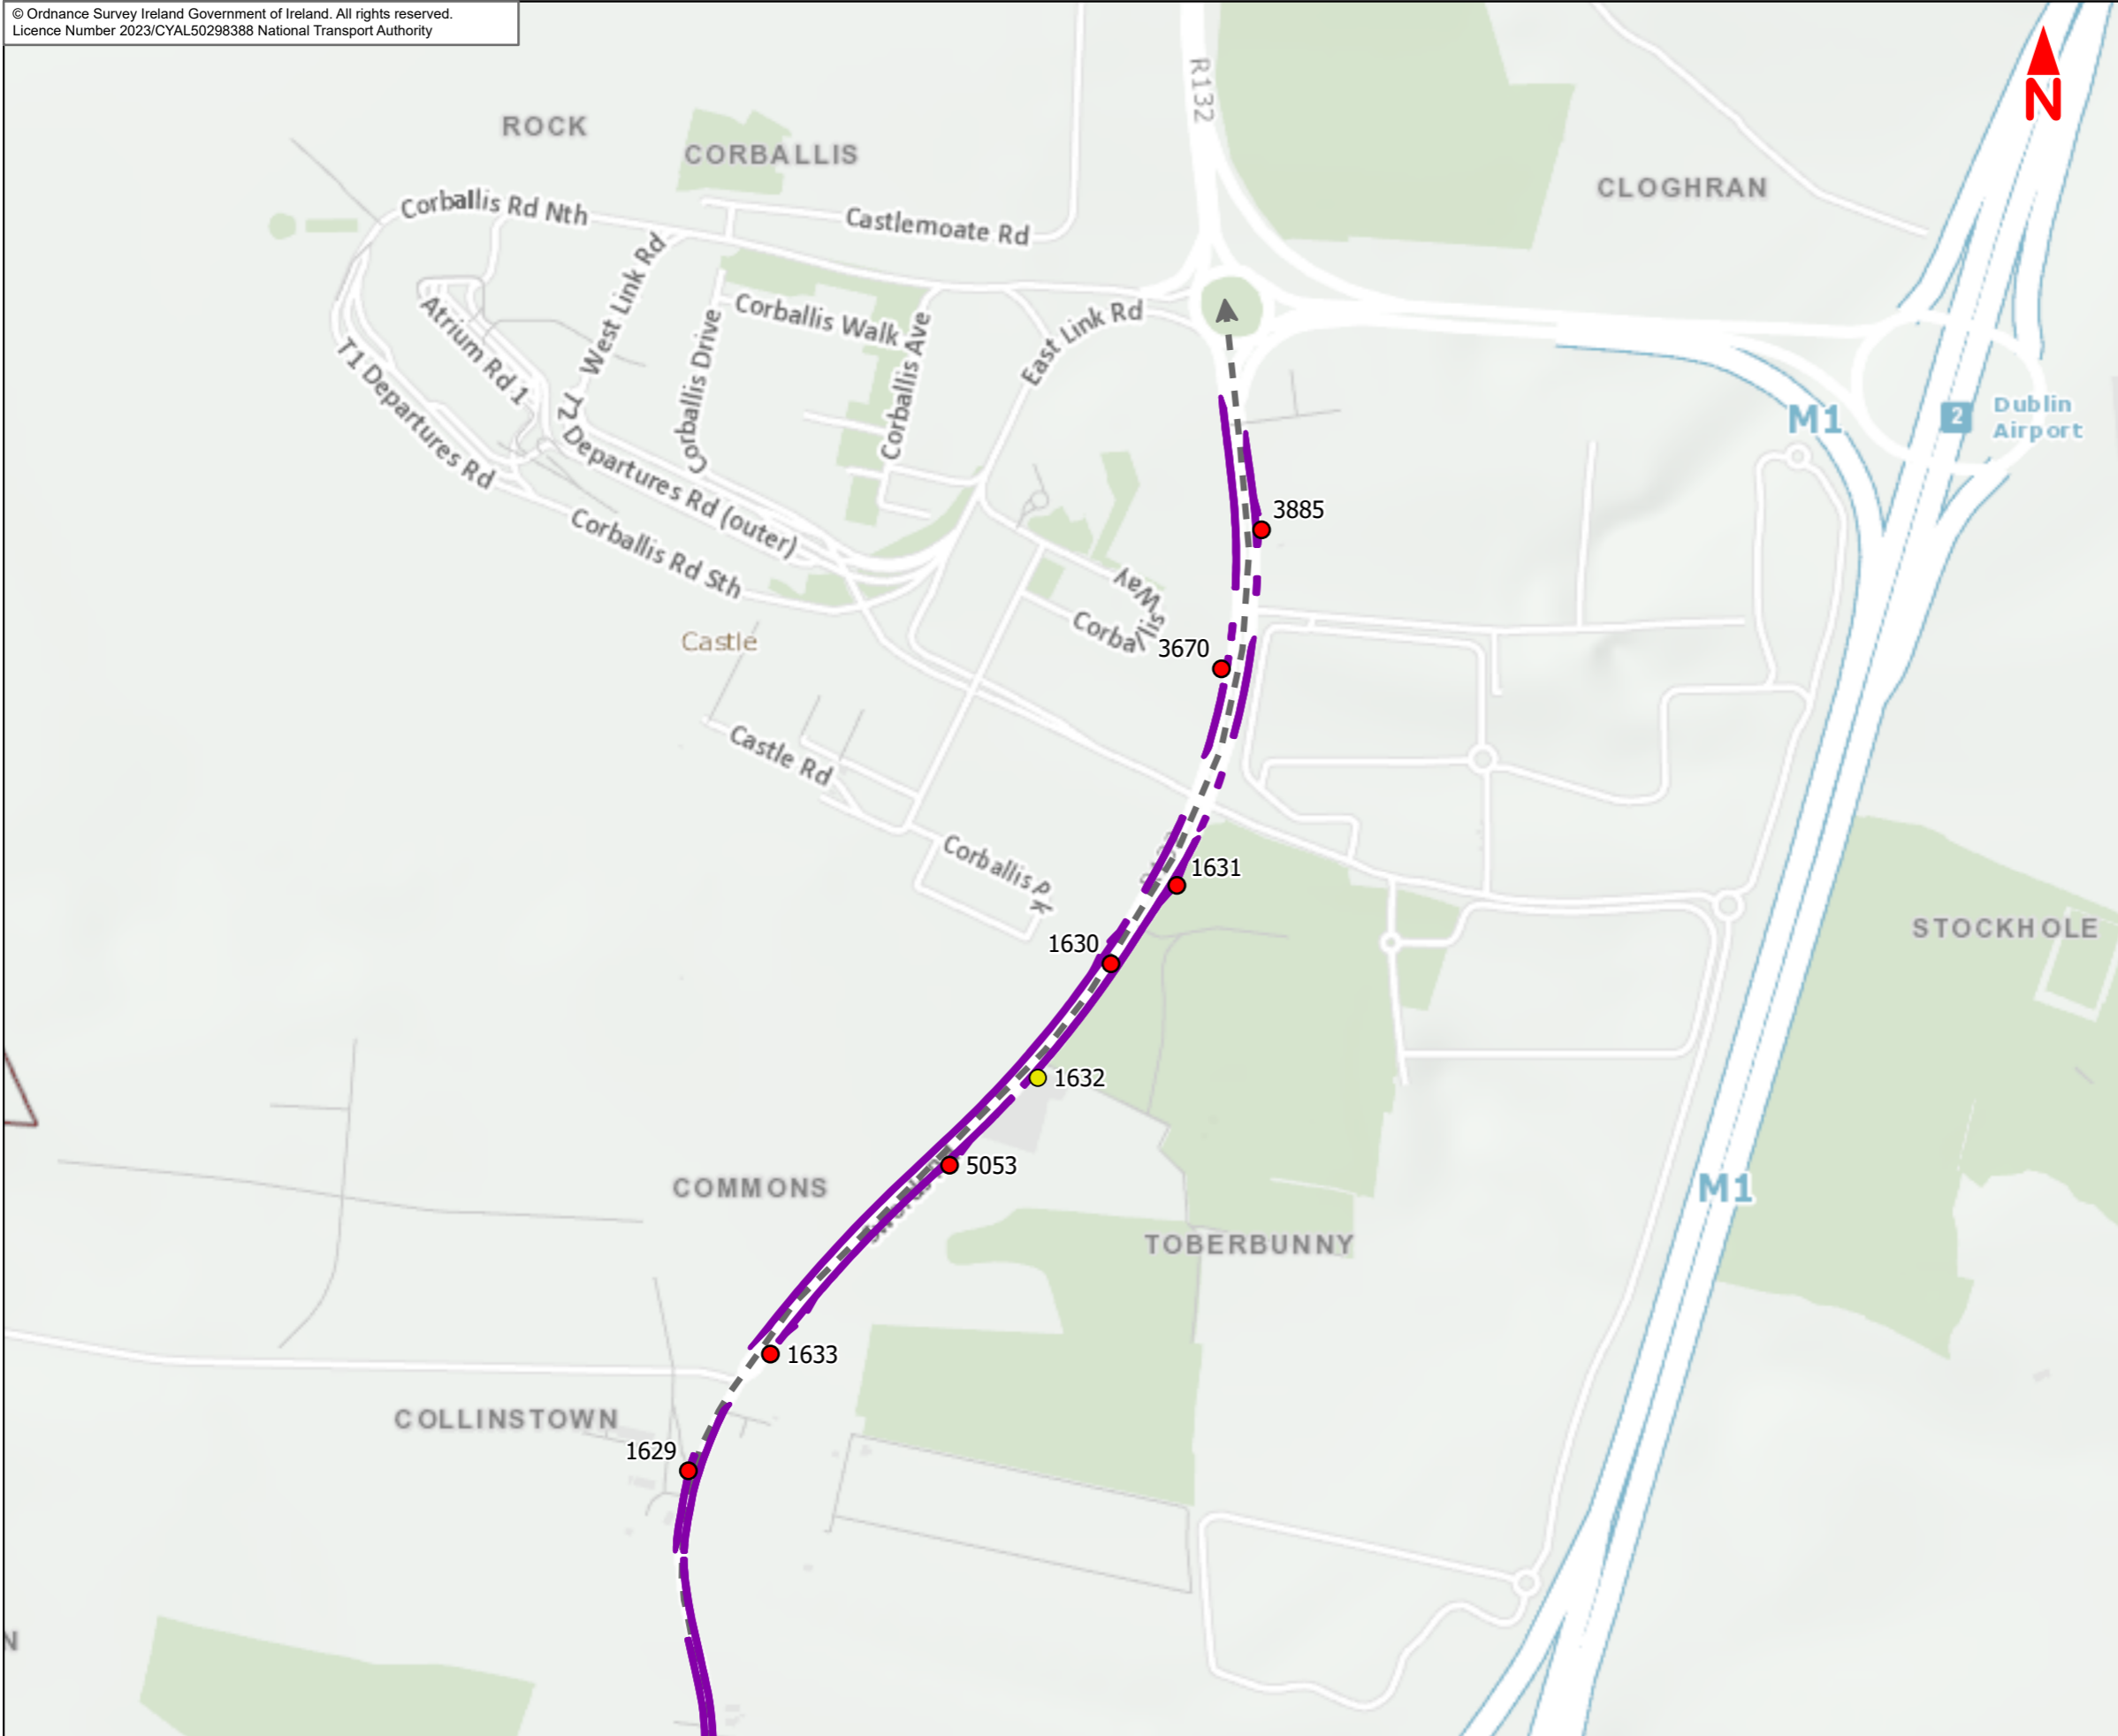 © Ordnance Survey Ireland Government of Ireland. All rights reserved.
Licence Number 2023/CYAL50298388 National Transport Authority
N
R132
ROCK
CORBALLIS
CLOGHRAN
Corballis Rd Nth
Castlemoate Rd
West Link Rd
Atrium Rd 1
Corballis Walk
East Link Rd
Corballis Drive
Corballis Ave
T1 Departures Rd
T2 Departures Rd (outer)
M1
2
Dublin
Airport
3885
Corballis Rd Sth
Corballis
Way
Castle
3670
Castle Rd
Corballis Pk
1631
1630
STOCKHOLE
1632
5053
COMMONS
M1
TOBERBUNNY
1633
COLLINSTOWN
1629
N